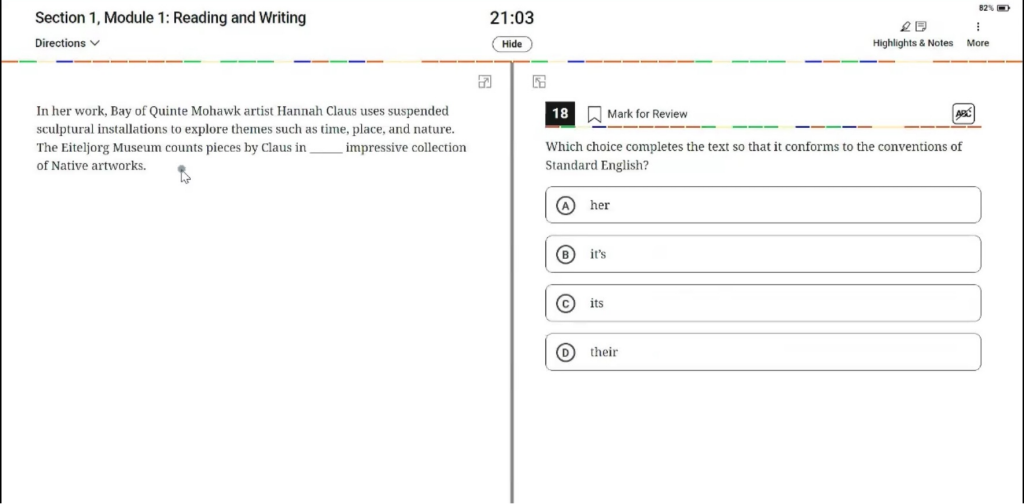 82%
Section 1, Module 1: Reading and Writing
21:03
Directions
Hide
Highlights & Notes
More
In her work, Bay of Quinte Mohawk artist Hannah Claus uses suspended
sculptural installations to explore themes such as time, place, and nature.
The Eiteljorg Museum counts pieces by Claus in _____ impressive collection
of Native artworks.
18
Mark for Review
ABC
Which choice completes the text so that it conforms to the conventions of
Standard English?
A her
B it's
C its
D their